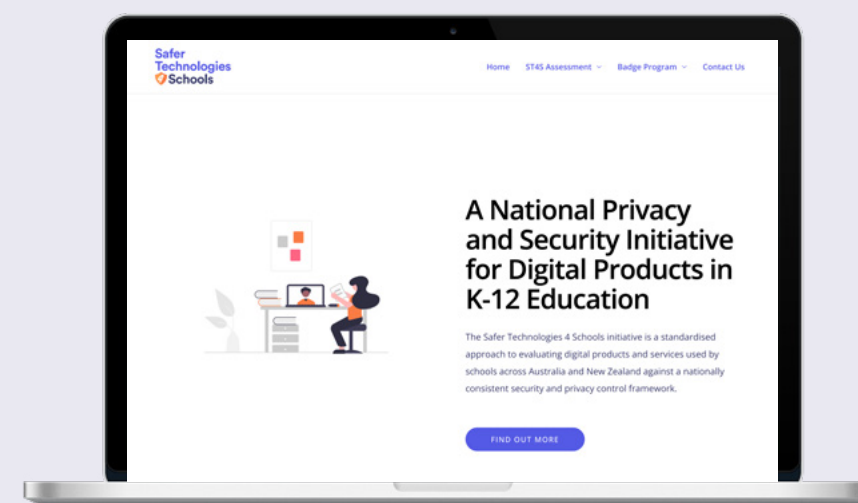 Safer
Technologies
4Schools
Home ST4S Assessment Badge Program Contact Us
A National Privacy
and Security Initiative
for Digital Products in
K-12 Education
The Safer Technologies 4 Schools initiative is a standardised
approach to evaluating digital products and services used by
schools across Australia and New Zealand against a nationally
consistent security and privacy control framework.
FIND OUT MORE